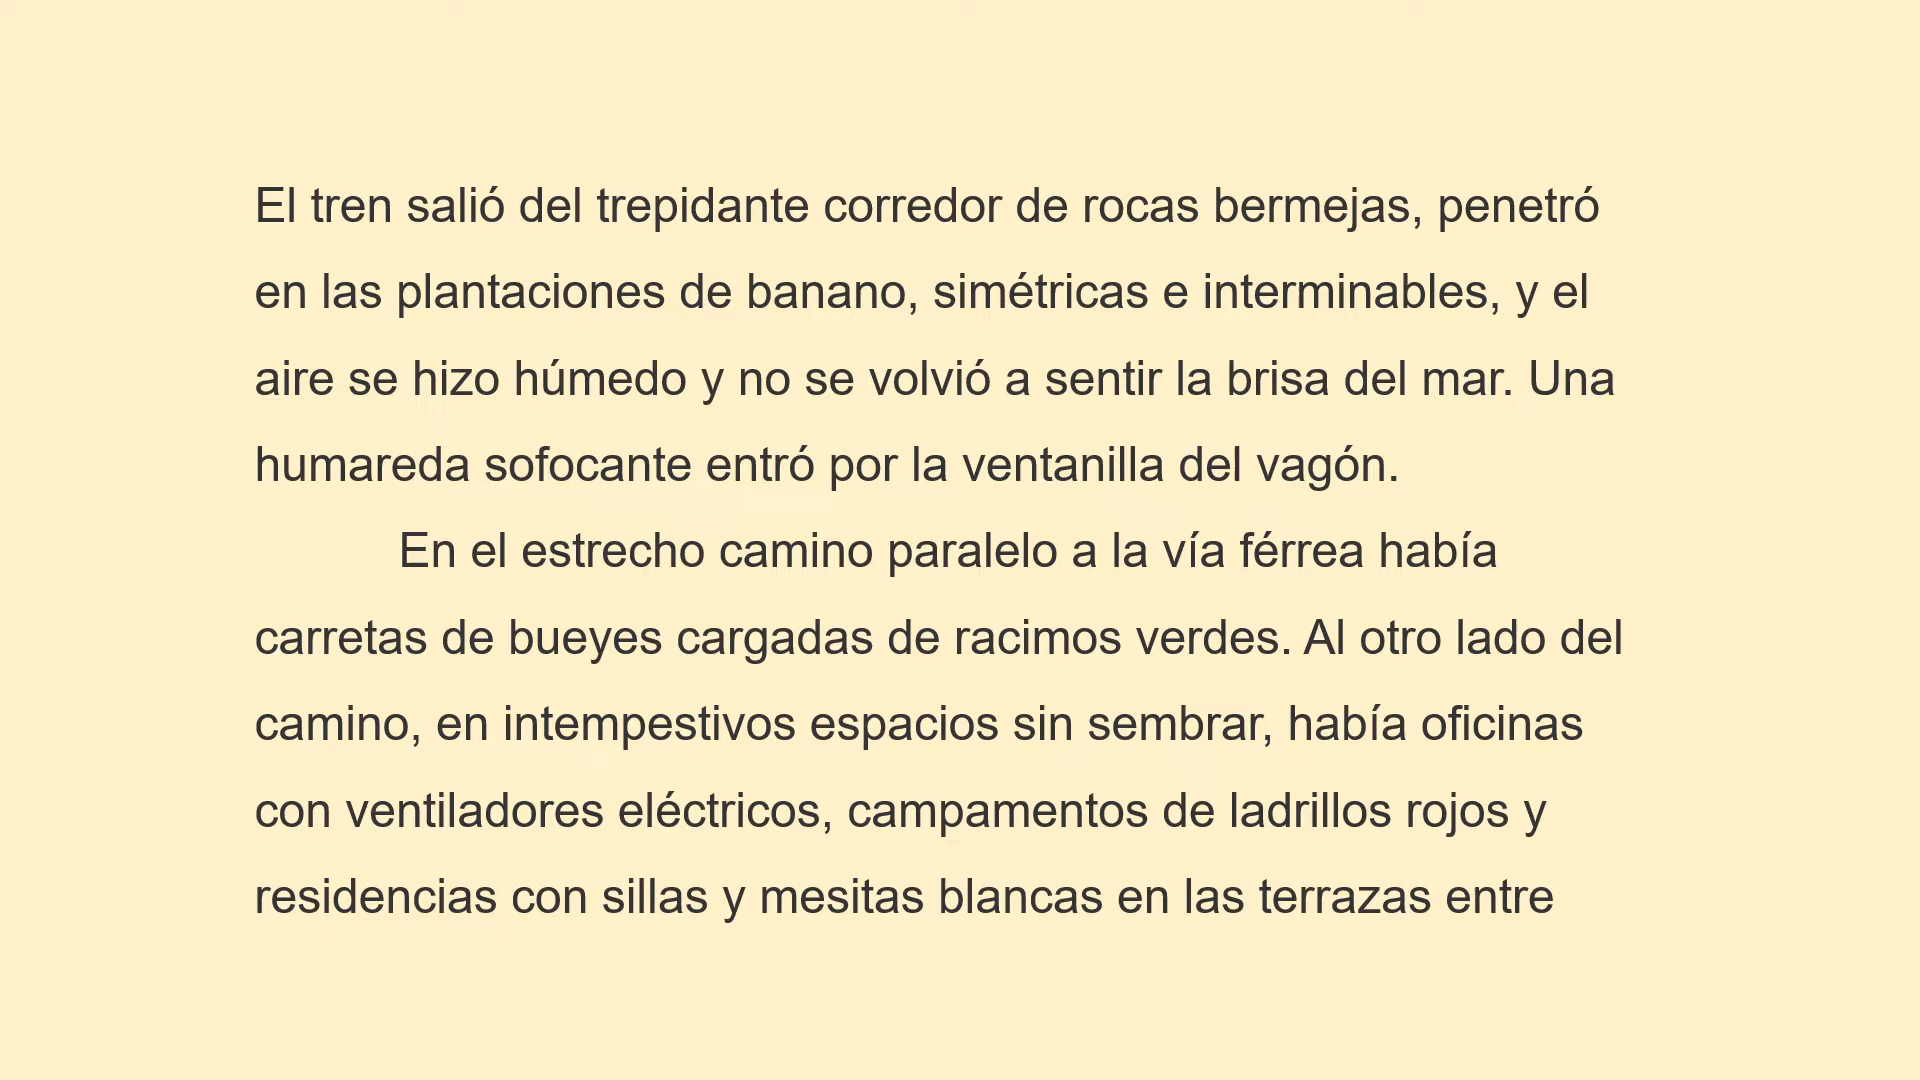 El tren salió del trepidante corredor de rocas bermejas, penetró
en las plantaciones de banano, simétricas e interminables, y el
aire se hizo húmedo y no se volvió a sentir la brisa del mar. Una
humareda sofocante entró por la ventanilla del vagón.
En el estrecho camino paralelo a la vía férrea había
carretas de bueyes cargadas de racimos verdes. Al otro lado del
camino, en intempestivos espacios sin sembrar, había oficinas
con ventiladores eléctricos, campamentos de ladrillos rojos y
residencias con sillas y mesitas blancas en las terrazas entre